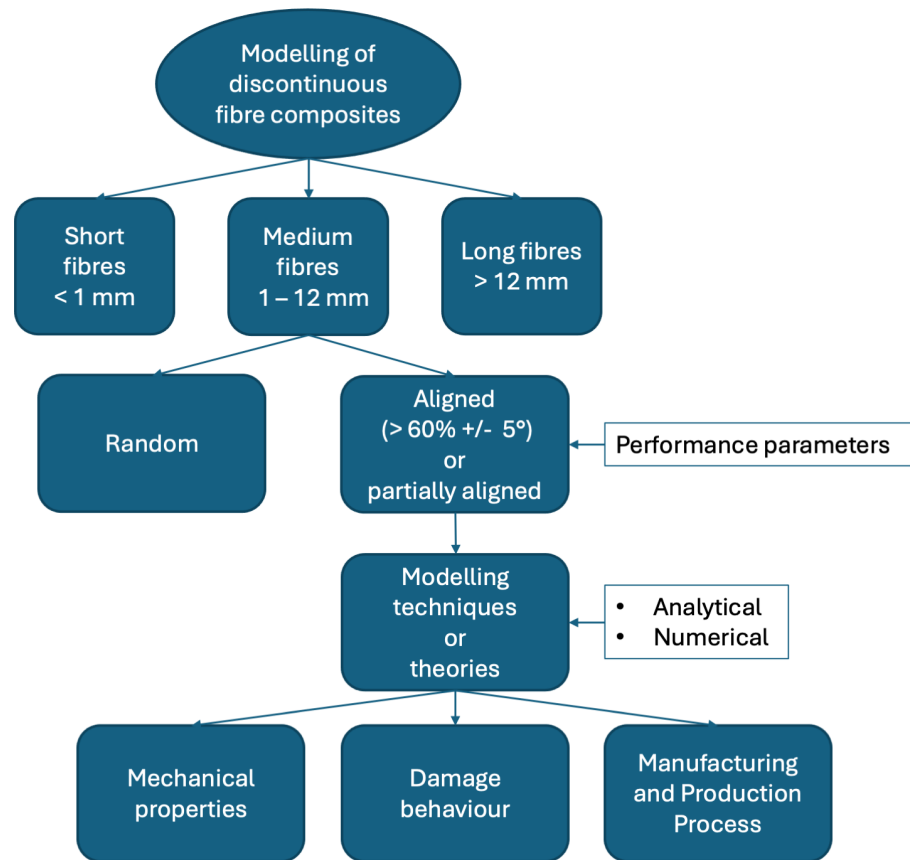 Modelling of
discontinuous
fibre composites
Short
fibres
< 1 mm
Medium
fibres
1 – 12 mm
Long fibres
> 12 mm
Random
Aligned
(> 60% +/-  5°)
or
partially aligned
Performance parameters
Modelling
techniques
or
theories
• Analytical
• Numerical
Mechanical
properties
Damage
behaviour
Manufacturing
and Production
Process